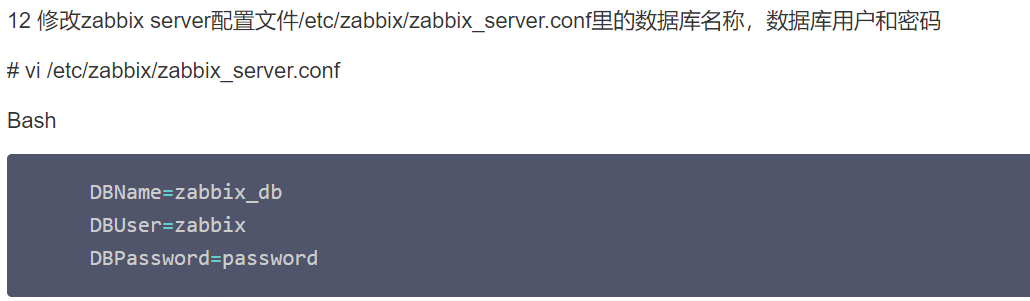 12 修改zabbix server配置文件/etc/zabbix/zabbix_server.conf里的数据库名称，数据库用户和密码
# vi /etc/zabbix/zabbix_server.conf
Bash
DBName=zabbix_db
DBUser=zabbix
DBPassword=password